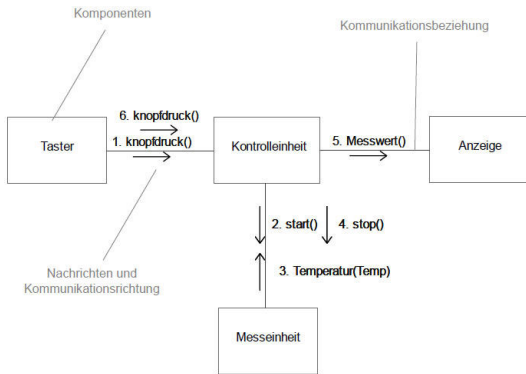 Komponenten
Kommunikationsbeziehung
6. knopfdruck()
1. knopfdruck()
5. Messwert()
Taster
Kontrolleinheit
Anzeige
2. start()
4. stop()
3. Temperatur(Temp)
Nachrichten und
Kommunikationsrichtung
Messeinheit